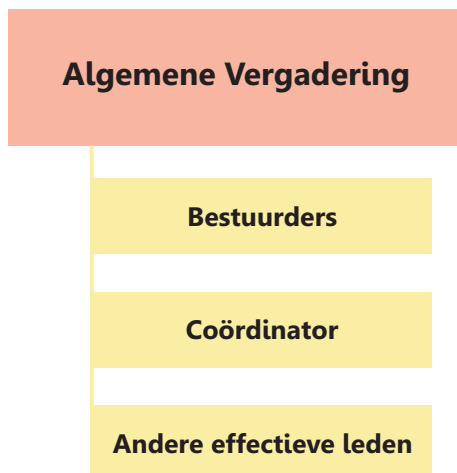 Algemene Vergadering
Bestuurders
Coördinator
Andere effectieve leden